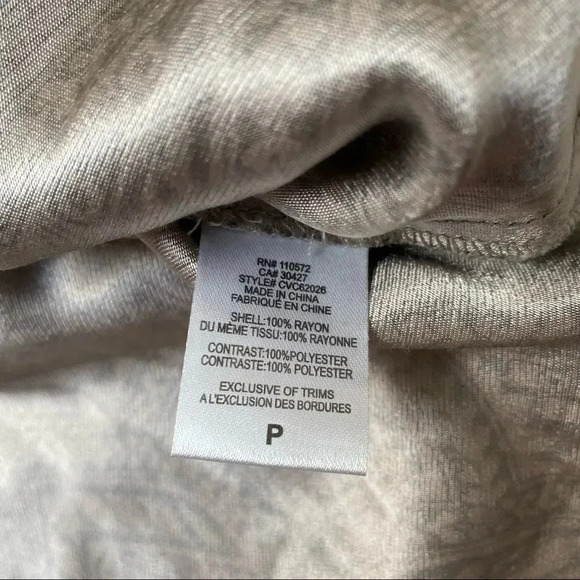 RN# 110572
CA# 30427
STYLE# CVC62026
MADE IN CHINA
FABRIQUÉ EN CHINE
SHELL:100% RAYON
DU MÊME TISSU:100% RAYONNE
CONTRAST:100%POLYESTER
CONTRASTE:100% POLYESTER
EXCLUSIVE OF TRIMS
A L'EXCLUSION DES BORDURES
P